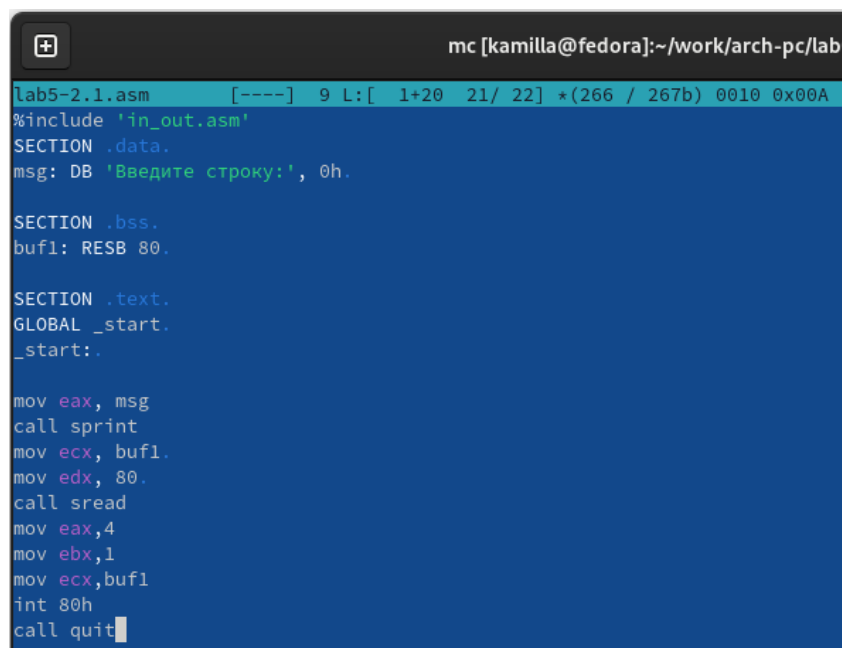 mc [kamilla@fedora]:~/work/arch-pc/lab
lab5-2.1.asm [----] 9 L:[ 1+20 21/ 22] *(266 / 267b) 0010 0x00A
%include 'in_out.asm'
SECTION .data.
msg: DB 'Введите строку:', 0h.
SECTION .bss.
buf1: RESB 80.
SECTION .text.
GLOBAL _start.
_start:.
mov eax, msg
call sprint
mov ecx, buf1.
mov edx, 80.
call sread
mov eax,4
mov ebx,1
mov ecx,buf1
int 80h
call quit